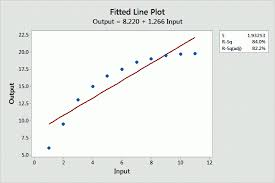 Fitted Line Plot
Output = 8.220 + 1.266 Input
S 1.93253
R-Sq 84.0%
R-Sq(adj) 82.2%
22.5
20.0
17.5
15.0
12.5
10.0
7.5
5.0
Output
0 2 4 6 8 10 12
Input